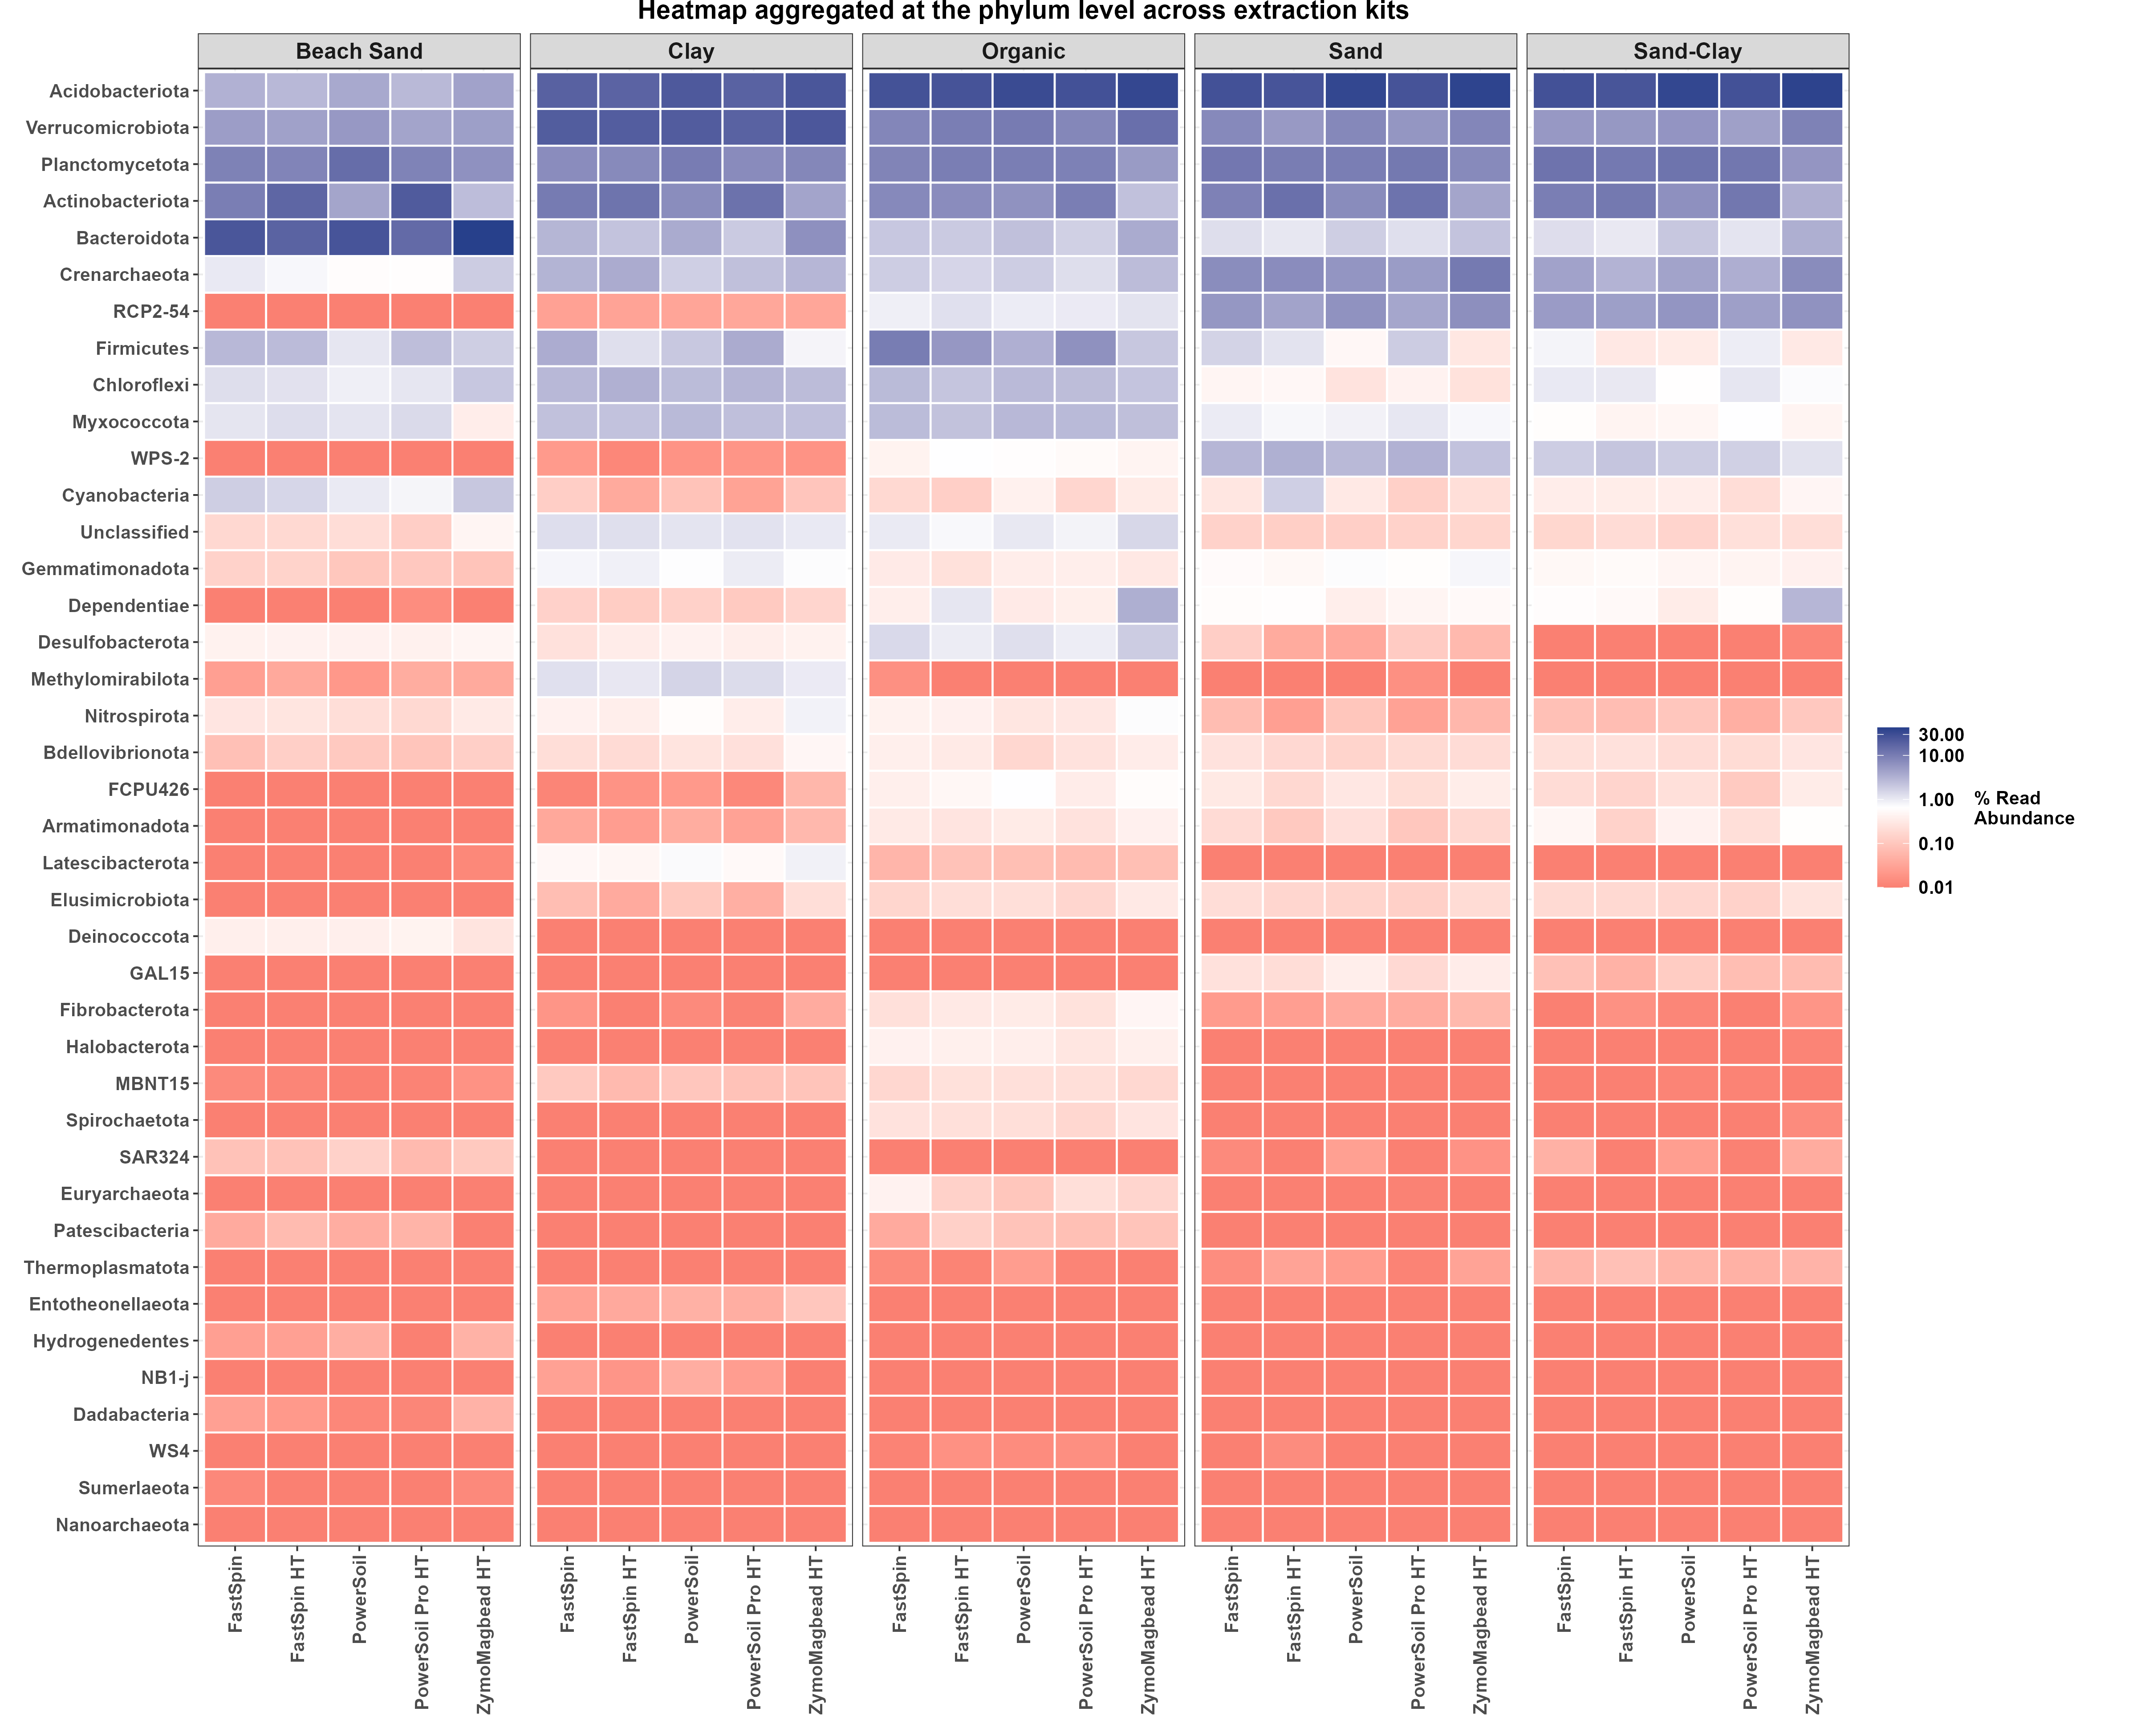 Heatmap aggregated at the phylum level across extraction kits
Beach Sand
Clay
Organic
Sand
Sand-Clay
Acidobacteriota
Verrucomicrobiota
Planctomycetota
Actinobacteriota
Bacteroidota
Crenarchaeota
RCP2-54
Firmicutes
Chloroflexi
Myxococcota
WPS-2
Cyanobacteria
Unclassified
Gemmatimonadota
Dependentiae
Desulfobacterota
Methylomirabilota
Nitrospirota
Bdellovibrionota
FCPU426
Armatimonadota
Latescibacterota
Elusimicrobiota
Deinococcota
GAL15
Fibrobacterota
Halobacterota
MBNT15
Spirochaetota
SAR324
Euryarchaeota
Patescibacteria
Thermoplasmatota
Entotheonellaeota
Hydrogenedentes
NB1-j
Dadabacteria
WS4
Sumerlaeota
Nanoarchaeota
FastSpin
FastSpin HT
PowerSoil
PowerSoil Pro HT
ZymoMagbead HT
FastSpin
FastSpin HT
PowerSoil
PowerSoil Pro HT
ZymoMagbead HT
FastSpin
FastSpin HT
PowerSoil
PowerSoil Pro HT
ZymoMagbead HT
FastSpin
FastSpin HT
PowerSoil
PowerSoil Pro HT
ZymoMagbead HT
FastSpin
FastSpin HT
PowerSoil
PowerSoil Pro HT
ZymoMagbead HT
30.00
10.00
1.00
0.10
0.01
% Read
Abundance